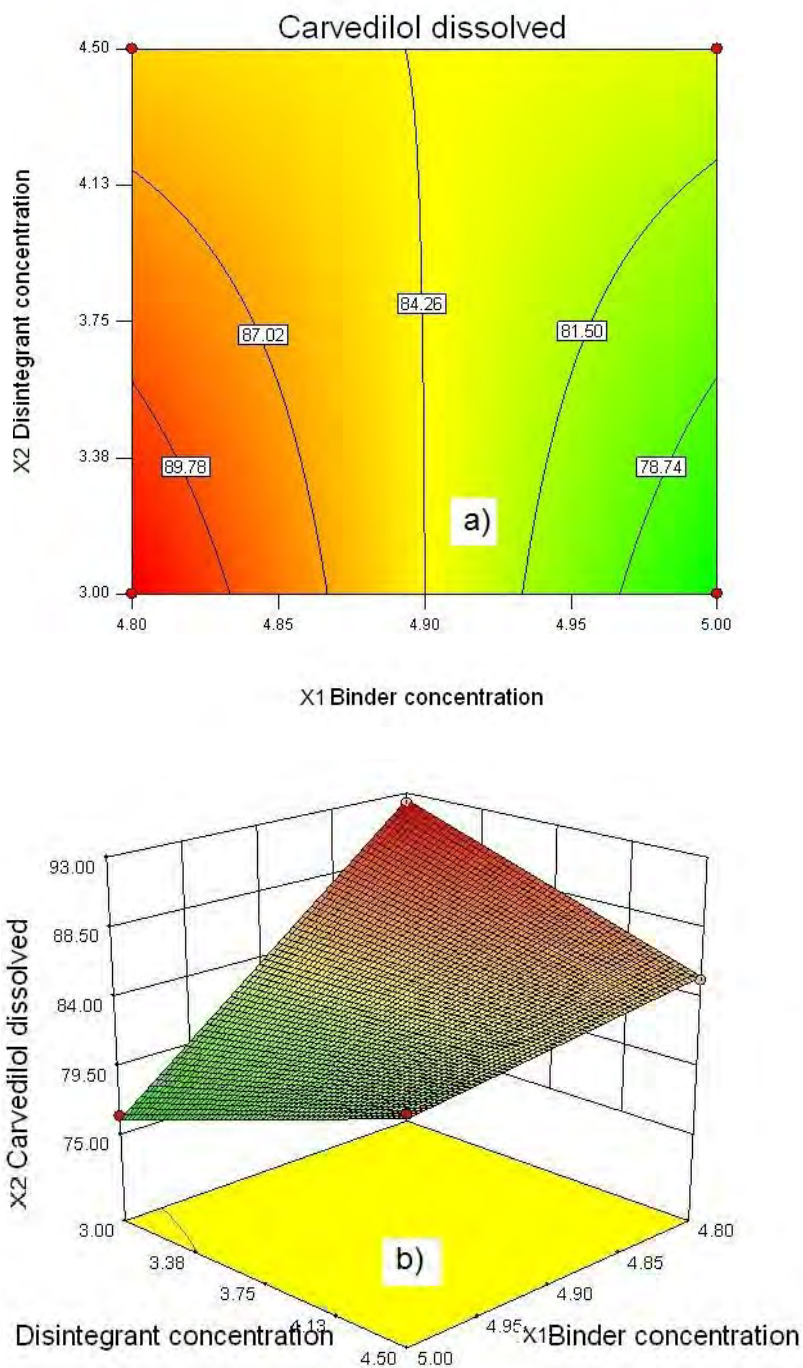 Carvedilol dissolved
4.50
4.13
3.75
3.38
3.00
X2 Disintegrant concentration
84.26
87.02
81.50
89.78
78.74
a)
4.80 4.85 4.90 4.95 5.00
X1 Binder concentration
93.00
88.50
84.00
79.50
75.00
X2 Carvedilol dissolved
3.00
3.38
3.75
4.13
4.50
5.00
4.95
4.90
4.85
4.80
b)
Disintegrant concentration
X1 Binder concentration